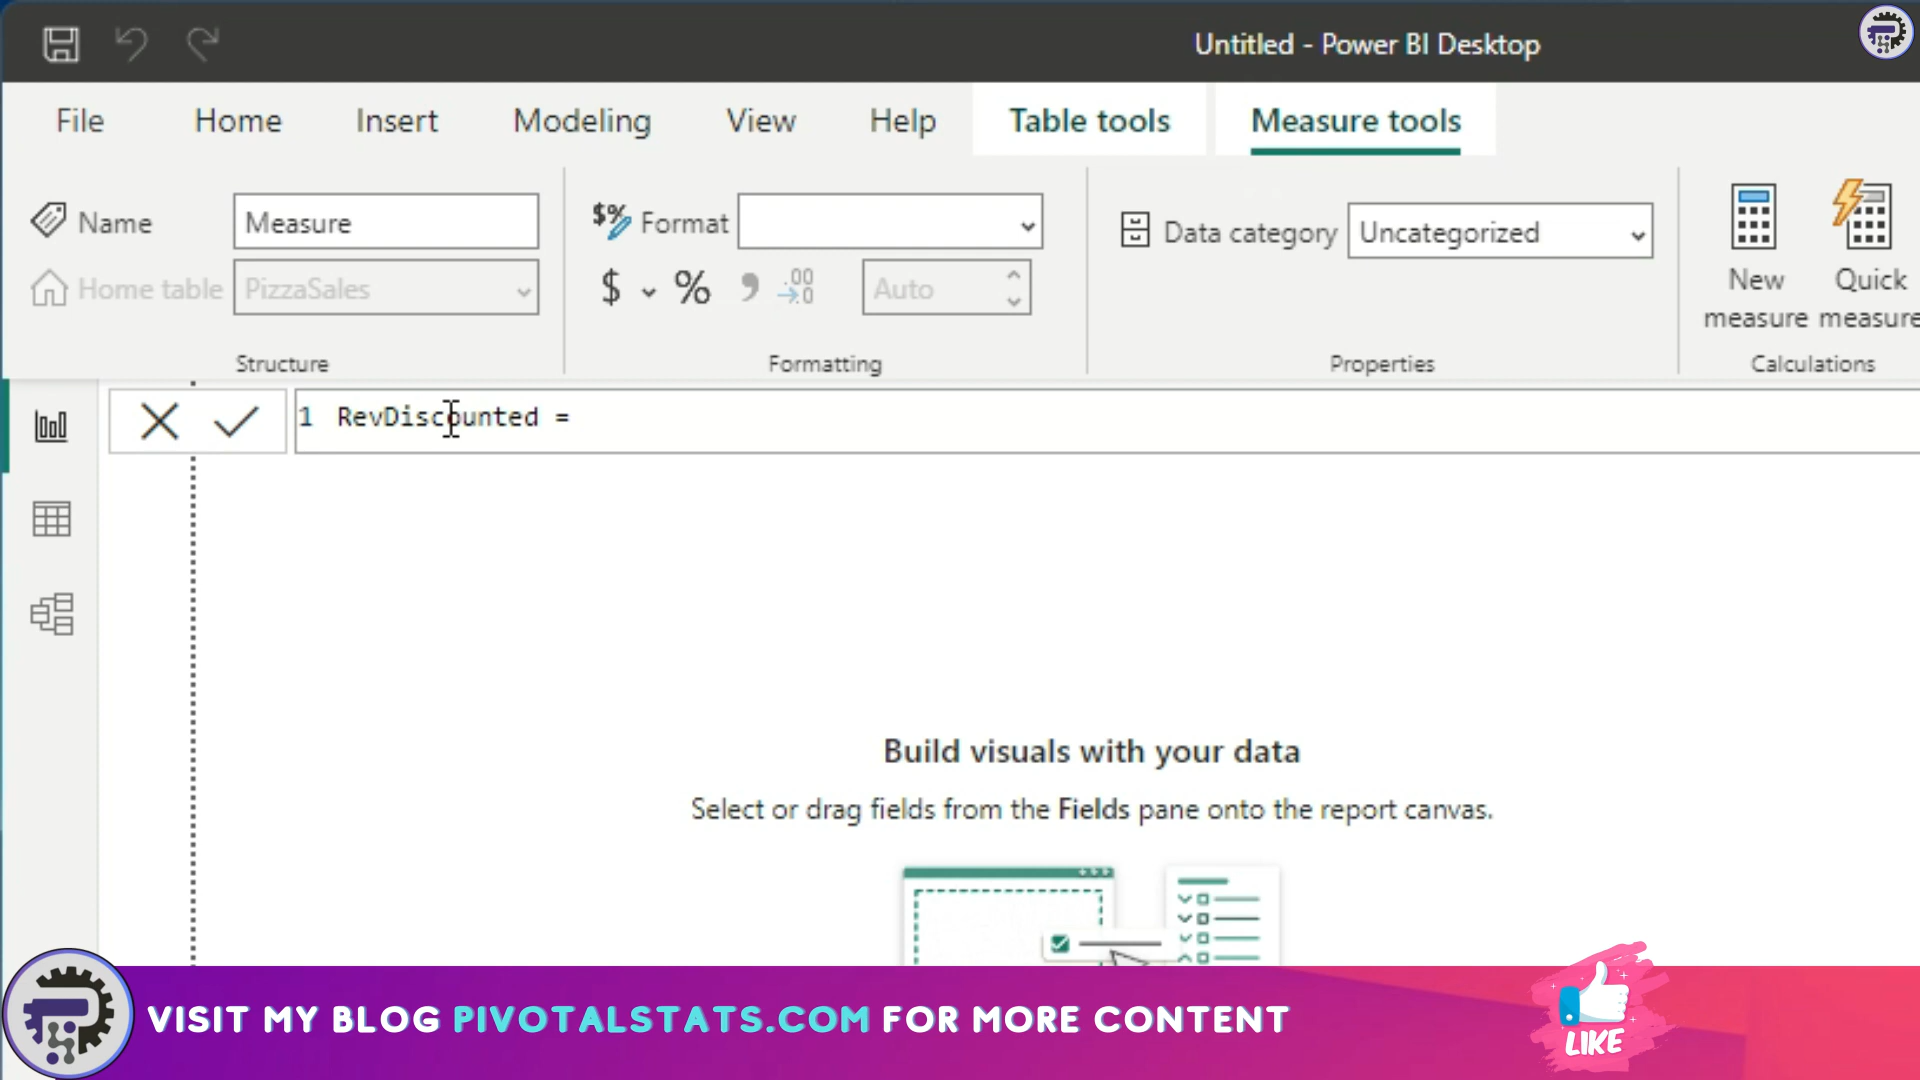 Untitled - Power BI Desktop
File Home Insert Modeling View Help Table tools Measure tools
Name Measure $% Format Data category Uncategorized
Home table PizzaSales $ % , .00 .0 Auto
New measure
Quick measure
Structure Formatting Properties Calculations
1 RevDiscounted =
Build visuals with your data
Select or drag fields from the Fields pane onto the report canvas.
VISIT MY BLOG PIVOTALSTATS.COM FOR MORE CONTENT
LIKE